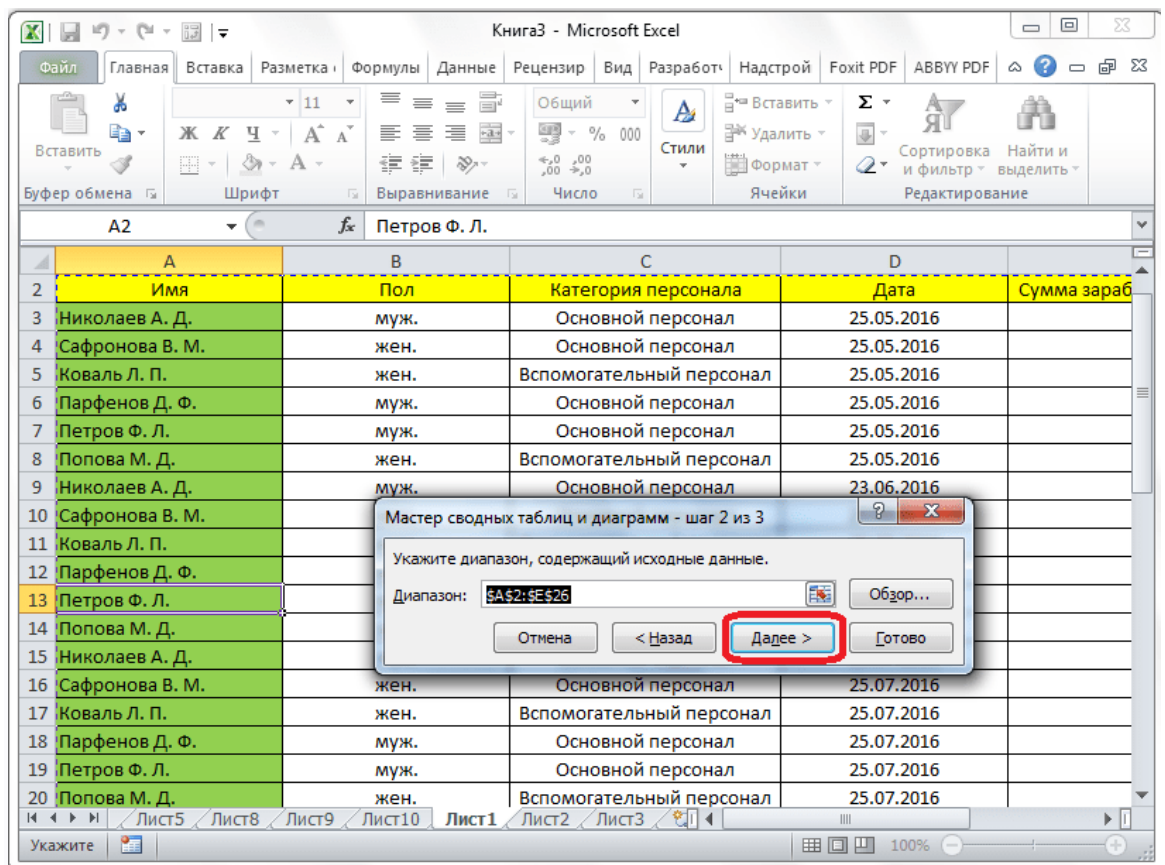 Книга3 - Microsoft Excel
Файл Главная Вставка Разметка Формулы Данные Рецензир Вид Разработч Надстрой Foxit PDF ABBYY PDF
Вставить
Ж К Ч
11
A A
A
Общий
% 000
,0 ,00
,00 ,0
Стили
Вставить
Удалить
Формат
Σ
Сортировка и фильтр
Найти и выделить
Буфер обмена Шрифт Выравнивание Число Ячейки Редактирование
A2 fx Петров Ф. Л.
A B C D
2 Имя Пол Категория персонала Дата Сумма зараб
3 Николаев А. Д. муж. Основной персонал 25.05.2016
4 Сафронова В. М. жен. Основной персонал 25.05.2016
5 Коваль Л. П. жен. Вспомогательный персонал 25.05.2016
6 Парфенов Д. Ф. муж. Основной персонал 25.05.2016
7 Петров Ф. Л. муж. Основной персонал 25.05.2016
8 Попова М. Д. жен. Вспомогательный персонал 25.05.2016
9 Николаев А. Д. муж. Основной персонал 23.06.2016
10 Сафронова В. М.
11 Коваль Л. П.
12 Парфенов Д. Ф.
13 Петров Ф. Л.
14 Попова М. Д.
15 Николаев А. Д.
Мастер сводных таблиц и диаграмм - шаг 2 из 3
Укажите диапазон, содержащий исходные данные.
Диапазон: $A$2:$E$26 Обзор...
Отмена < Назад Далее > Готово
16 Сафронова В. М. жен. Основной персонал 25.07.2016
17 Коваль Л. П. жен. Вспомогательный персонал 25.07.2016
18 Парфенов Д. Ф. муж. Основной персонал 25.07.2016
19 Петров Ф. Л. муж. Основной персонал 25.07.2016
20 Попова М. Д. жен. Вспомогательный персонал 25.07.2016
Лист5 Лист8 Лист9 Лист10 Лист1 Лист2 Лист3
Укажите 100%